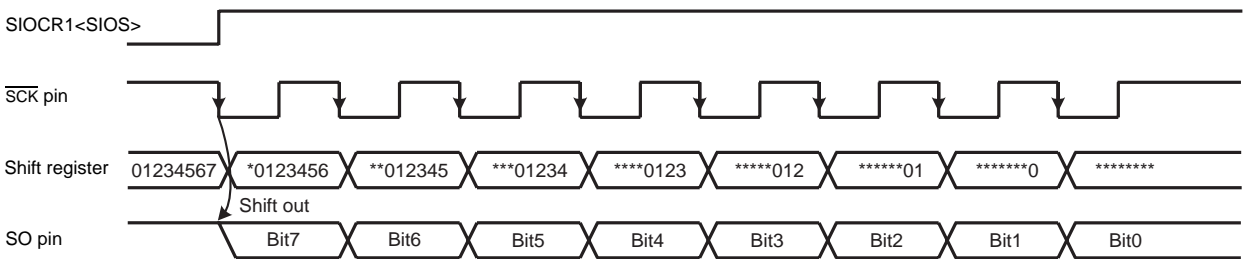 SIOCR1<SIOS>
SCK pin
Shift register 01234567 *0123456 **012345 ***01234 ****0123 *****012 ******01 *******0 ********
Shift out
SO pin Bit7 Bit6 Bit5 Bit4 Bit3 Bit2 Bit1 Bit0